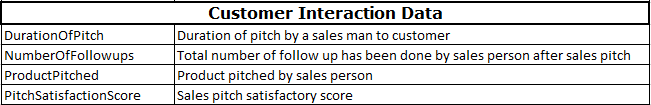 Customer Interaction Data
DurationOfPitch Duration of pitch by a sales man to customer
NumberOfFollowups Total number of follow up has been done by sales person after sales pitch
ProductPitched Product pitched by sales person
PitchSatisfactionScore Sales pitch satisfactory score